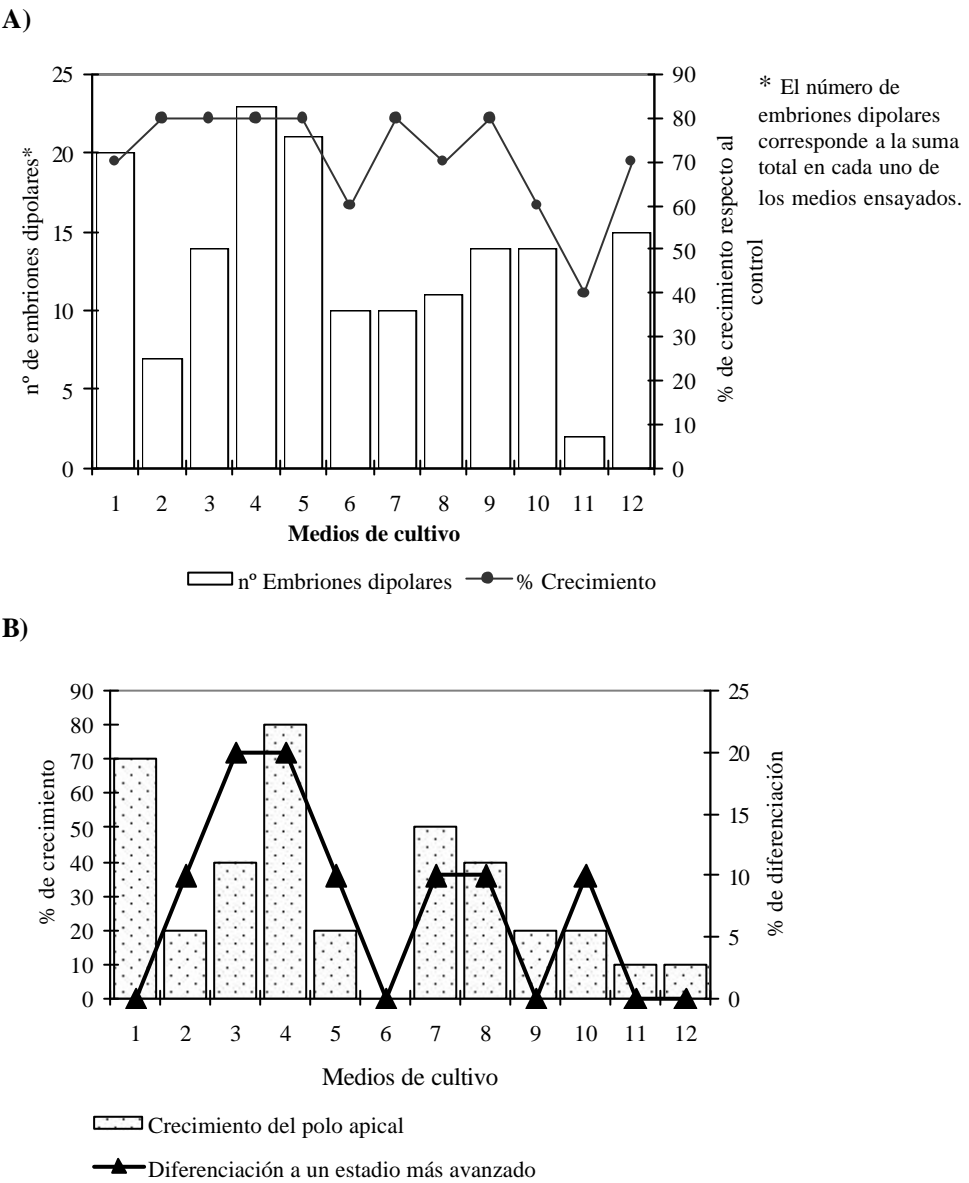 A)
25
20
15
10
5
0
nº de embriones dipolares*
90
80
70
60
50
40
30
20
10
0
% de crecimiento respecto al
control
* El número de
embriones dipolares
corresponde a la suma
total en cada uno de
los medios ensayados.
1 2 3 4 5 6 7 8 9 10 11 12
Medios de cultivo
nº Embriones dipolares % Crecimiento
B)
90
80
70
60
50
40
30
20
10
0
% de crecimiento
25
20
15
10
5
0
% de diferenciación
1 2 3 4 5 6 7 8 9 10 11 12
Medios de cultivo
Crecimiento del polo apical
Diferenciación a un estadio más avanzado